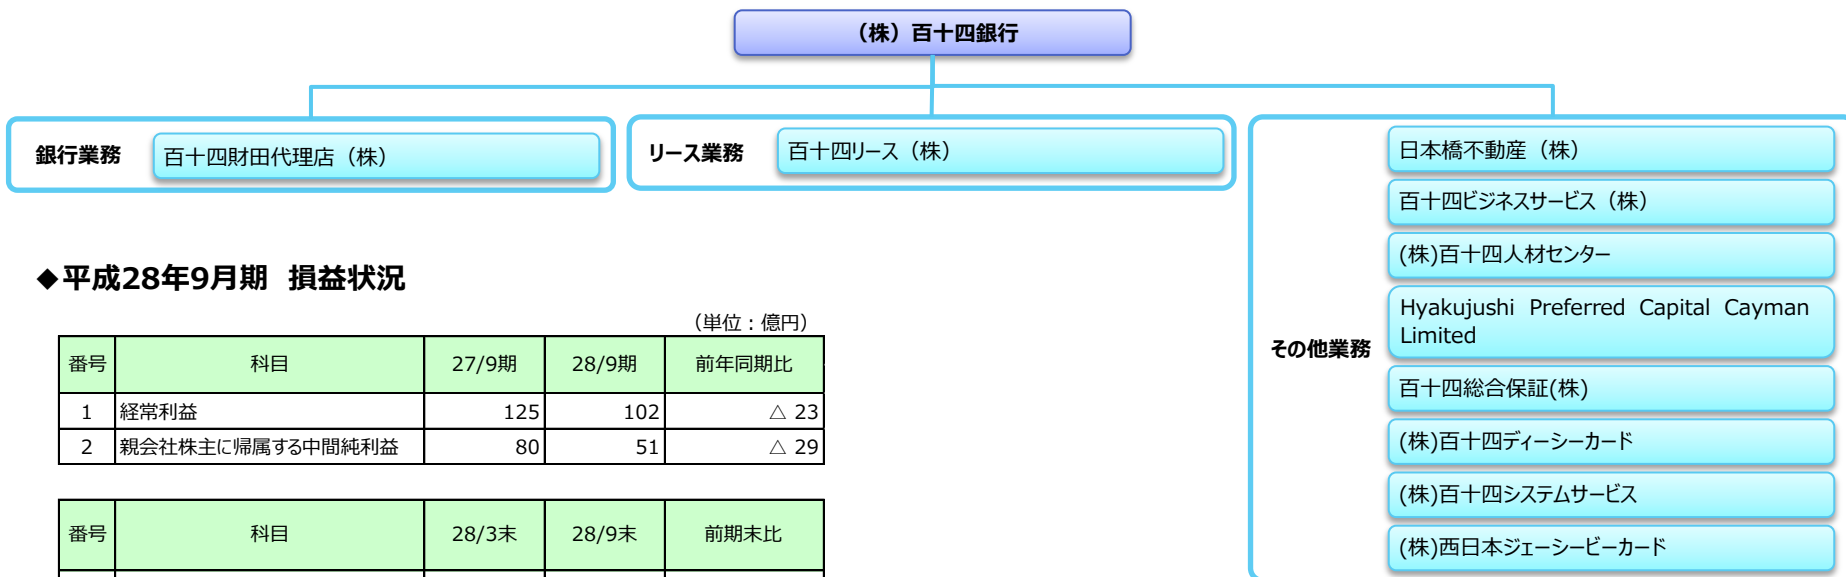 （株）百十四銀行
銀行業務
百十四財田代理店（株）
リース業務
百十四リース（株）
その他業務
日本橋不動産（株）
百十四ビジネスサービス（株）
(株)百十四人材センター
Hyakujushi Preferred Capital Cayman
Limited
百十四総合保証(株)
(株)百十四ディーシーカード
(株)百十四システムサービス
(株)西日本ジェーシービーカード
◆平成28年9月期 損益状況
（単位：億円）
番号 科目 27/9期 28/9期 前年同期比
1 経常利益 125 102 △ 23
2 親会社株主に帰属する中間純利益 80 51 △ 29
番号 科目 28/3末 28/9末 前期末比